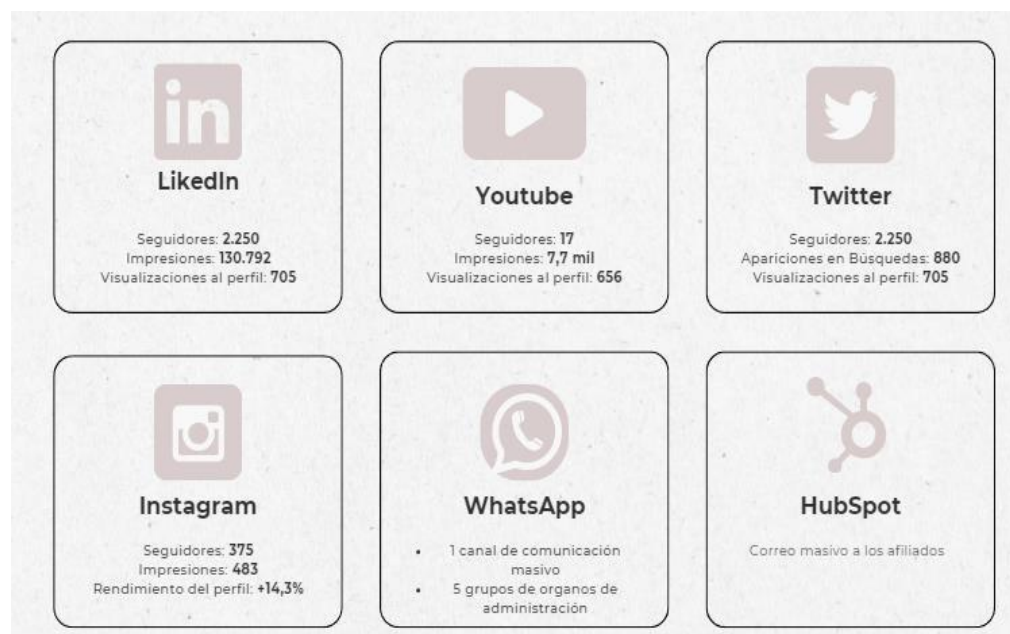 in
LikedIn
Seguidores: 2.250
Impresiones: 130.792
Visualizaciones al perfil: 705
Youtube
Seguidores: 17
Impresiones: 7,7 mil
Visualizaciones al perfil: 656
Twitter
Seguidores: 2.250
Apariciones en Búsquedas: 880
Visualizaciones al perfil: 705
Instagram
Seguidores: 375
Impresiones: 483
Rendimiento del perfil: +14,3%
WhatsApp
• 1 canal de comunicación
masivo
• 5 grupos de organos de
administración
HubSpot
Correo masivo a los afiliados